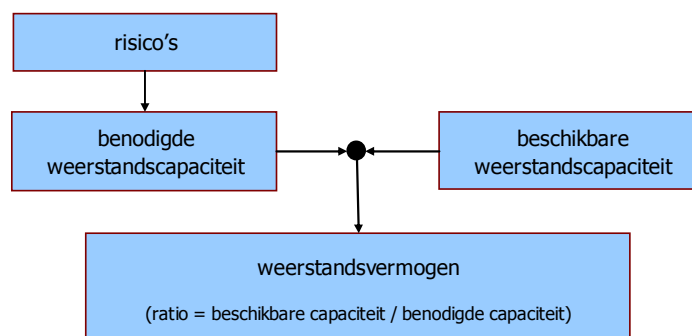 risico’s
benodigde
weerstandscapaciteit
beschikbare
weerstandscapaciteit
weerstandsvermogen
(ratio = beschikbare capaciteit / benodigde capaciteit)